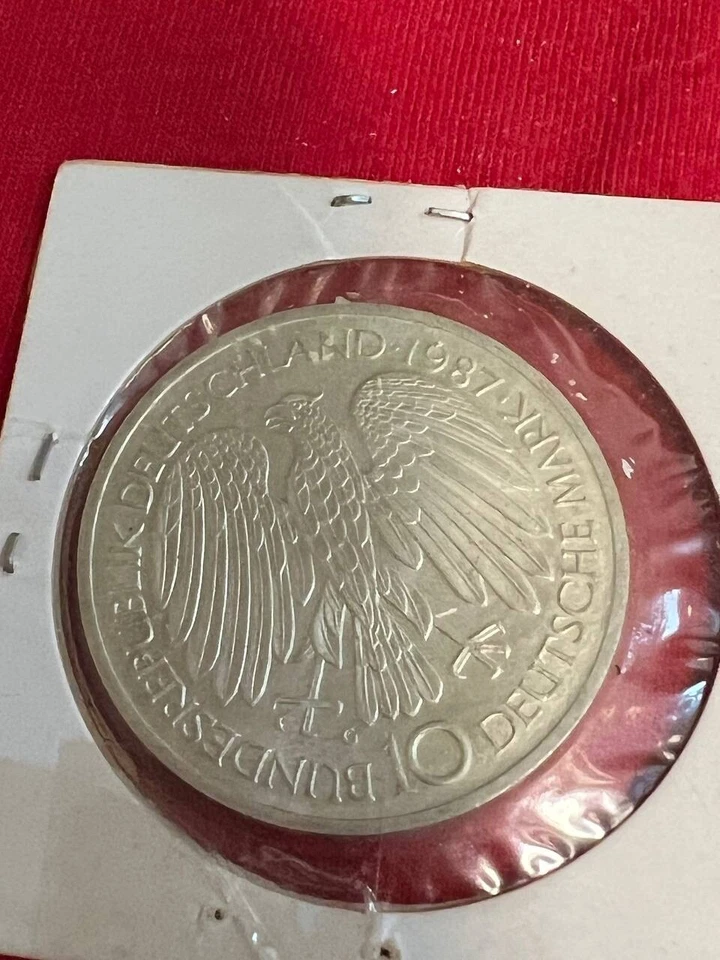 BUNDESREPUBLIK DEUTSCHLAND · 1987 ·
10 DEUTSCHE MARK